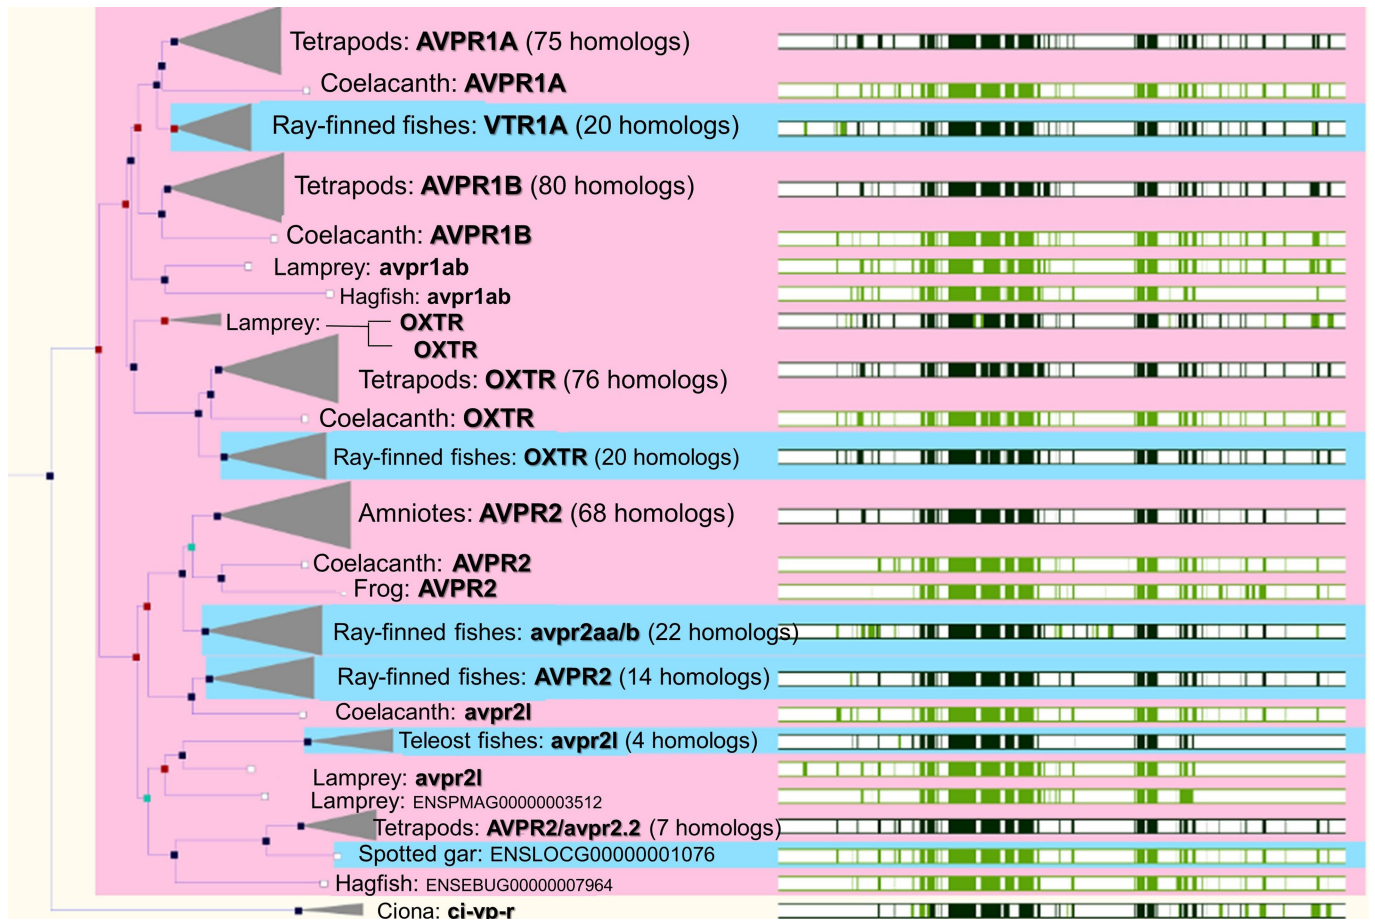 Tetrapods: AVPR1A (75 homologs)
Coelacanth: AVPR1A
Ray-finned fishes: VTR1A (20 homologs)
Tetrapods: AVPR1B (80 homologs)
Coelacanth: AVPR1B
Lamprey: avpr1ab
Hagfish: avpr1ab
Lamprey: OXTR
OXTR
Tetrapods: OXTR (76 homologs)
Coelacanth: OXTR
Ray-finned fishes: OXTR (20 homologs)
Amniotes: AVPR2 (68 homologs)
Coelacanth: AVPR2
Frog: AVPR2
Ray-finned fishes: avpr2aa/b (22 homologs)
Ray-finned fishes: AVPR2 (14 homologs)
Coelacanth: avpr2l
Teleost fishes: avpr2l (4 homologs)
Lamprey: avpr2l
Lamprey: ENSPMAG00000003512
Tetrapods: AVPR2/avpr2.2 (7 homologs)
Spotted gar: ENSLOCG00000001076
Hagfish: ENSEBUG00000007964
Ciona: ci-vp-r